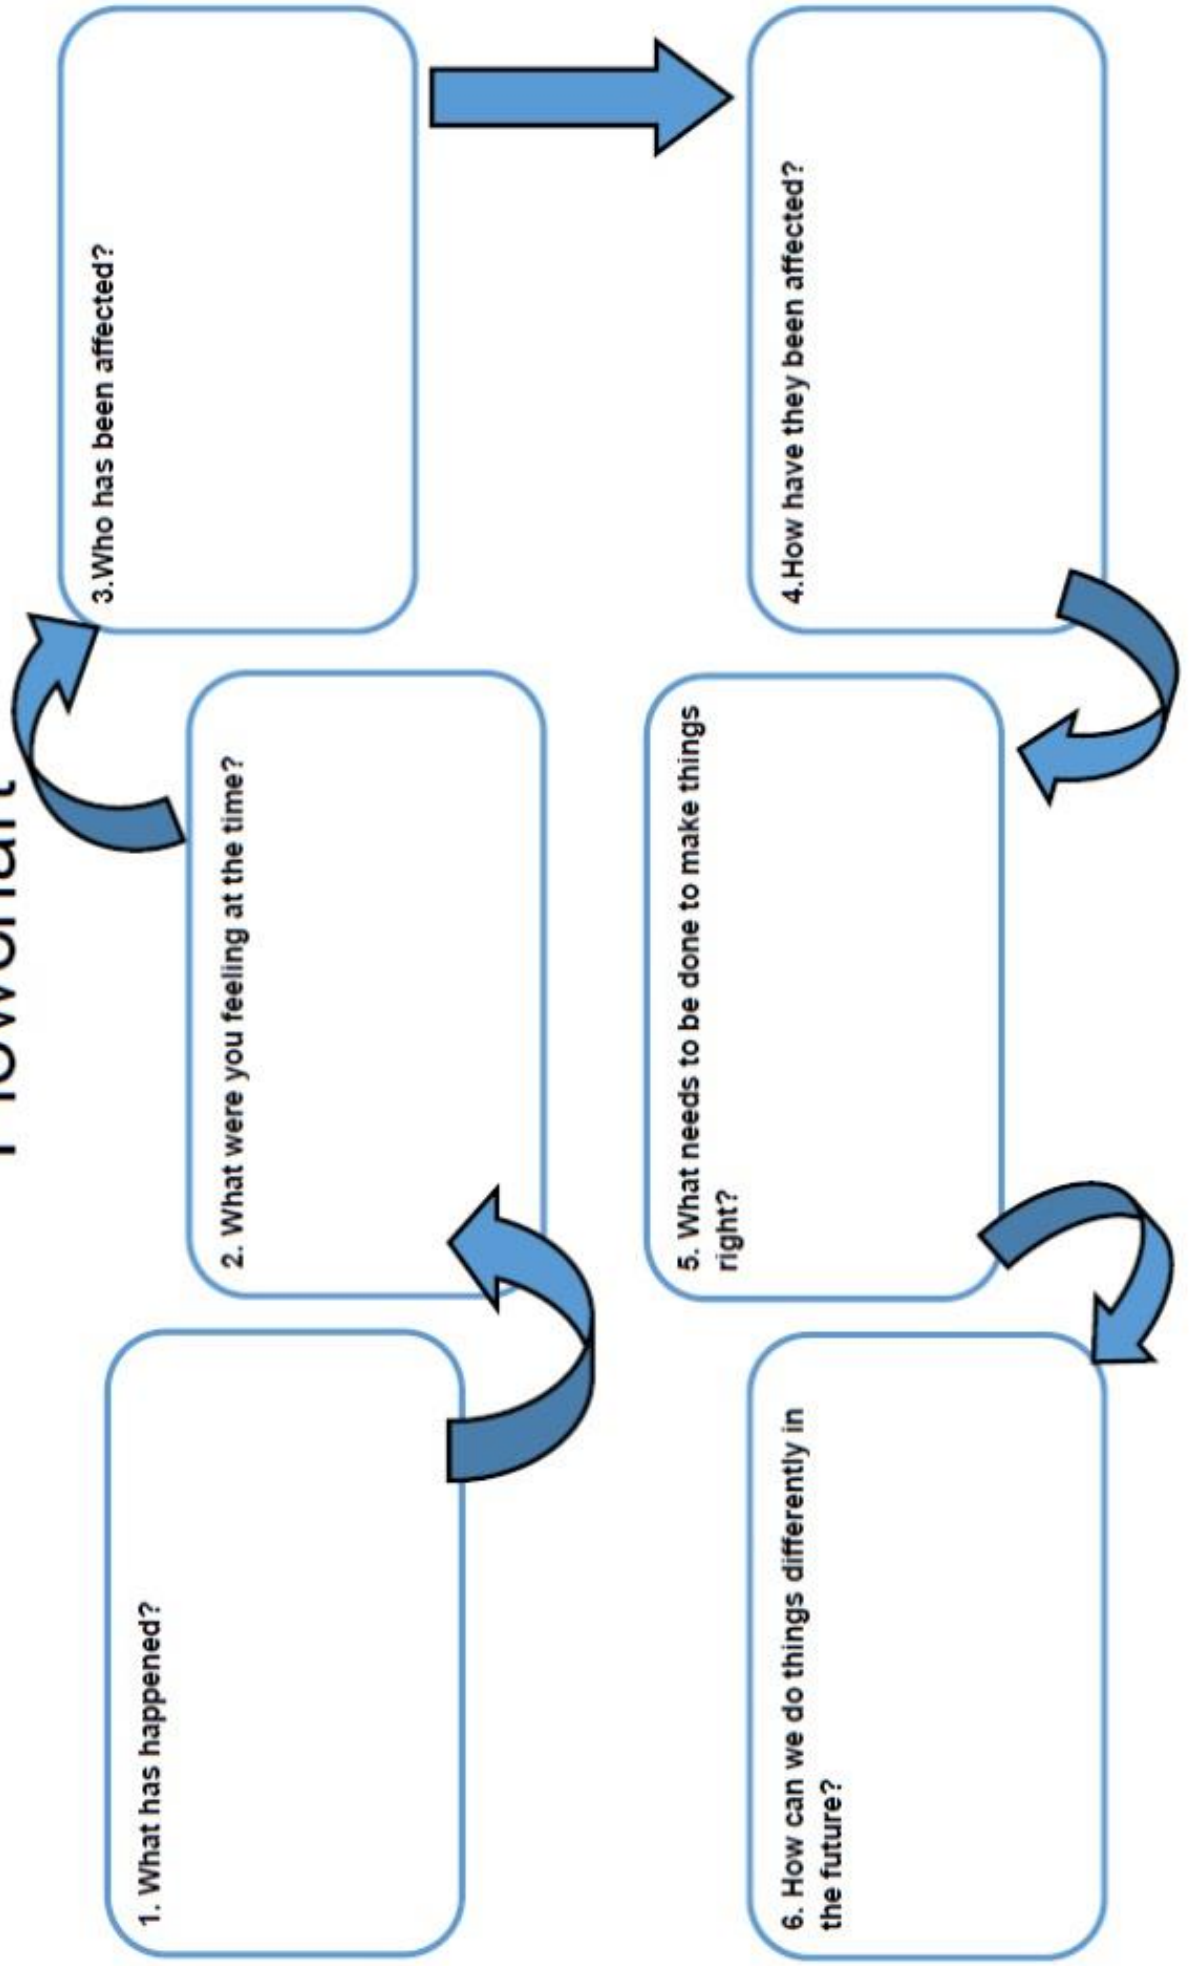 Flowchart
1. What has happened?
2. What were you feeling at the time?
3.Who has been affected?
4.How have they been affected?
5. What needs to be done to make things
right?
6. How can we do things differently in
the future?